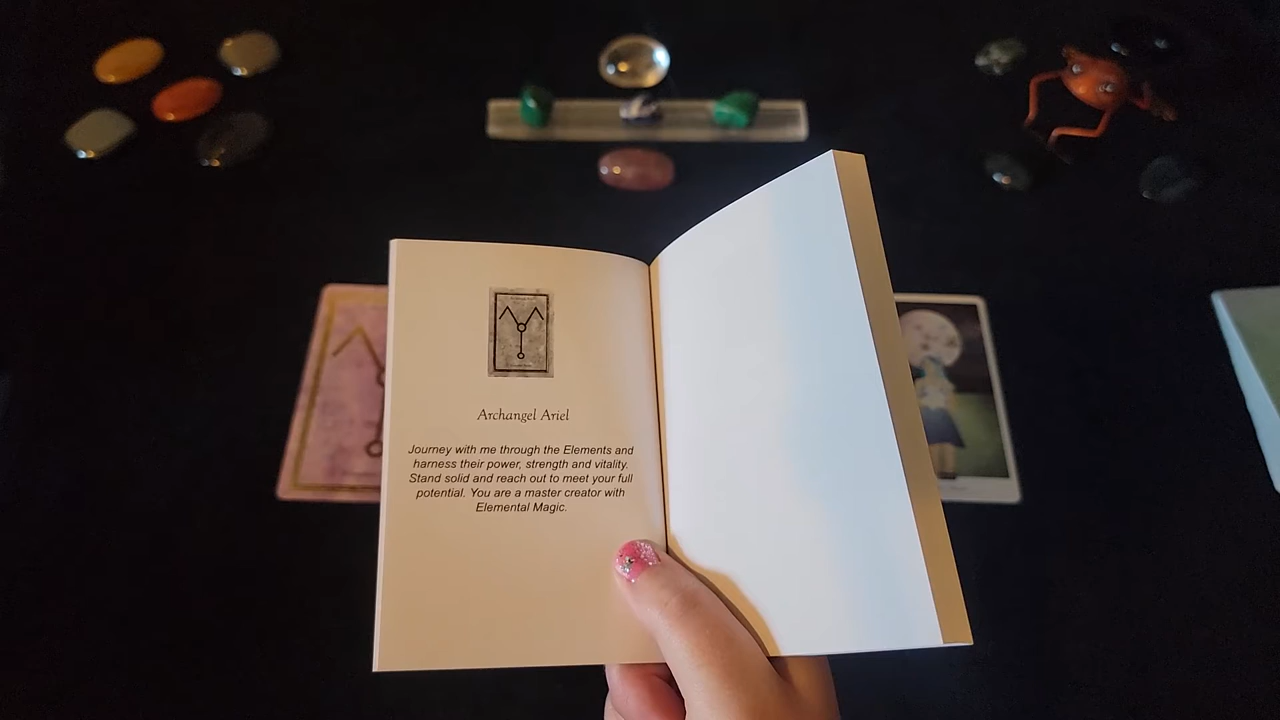 Archangel Ariel
Journey with me through the Elements and
harness their power, strength and vitality.
Stand solid and reach out to meet your full
potential. You are a master creator with
Elemental Magic.